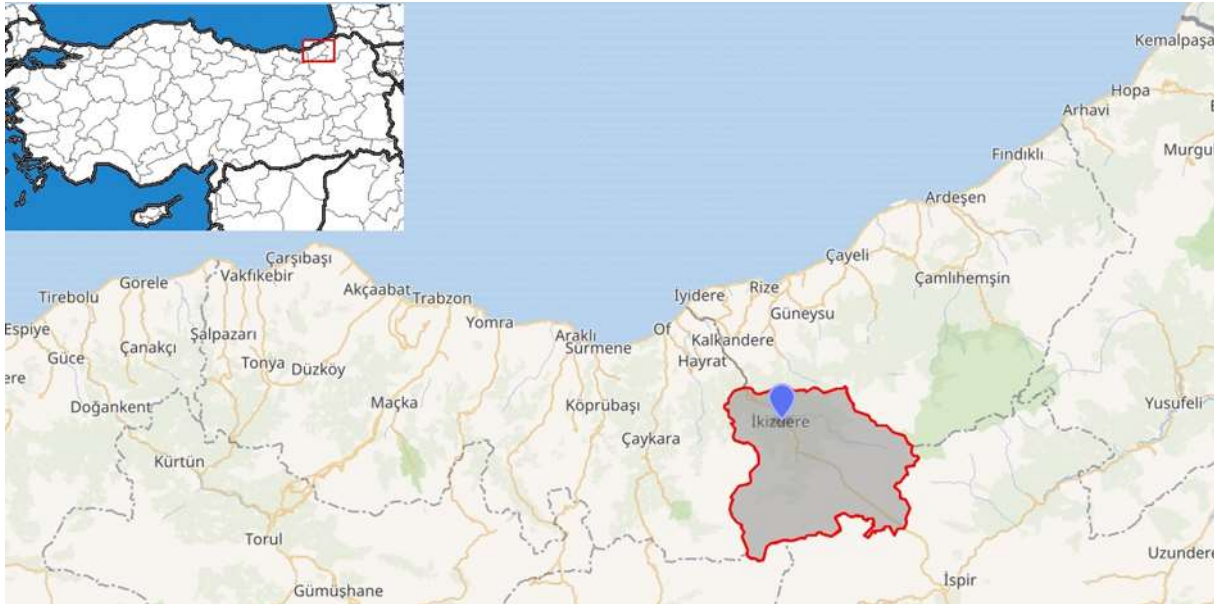 Kemalpaşa
Hopa
Arhavi
Fındıklı
Murgul
Ardeşen
Çarşıbaşı
Vakfıkebir
Görele
Tirebolu
Akçaabat
Trabzon
Çayeli
Çamlıhemşin
İyidere
Rize
Güneysu
Espiye
Şalpazarı
Yomra
Araklı
Sürmene
Of
Kalkandere
Hayrat
Güce
Çanakçı
Tonya
Düzköy
ere
Doğankent
Maçka
Köprübaşı
Çaykara
İkizdere
Yusufeli
Kürtün
Torul
Uzundere
İspir
Gümüşhane